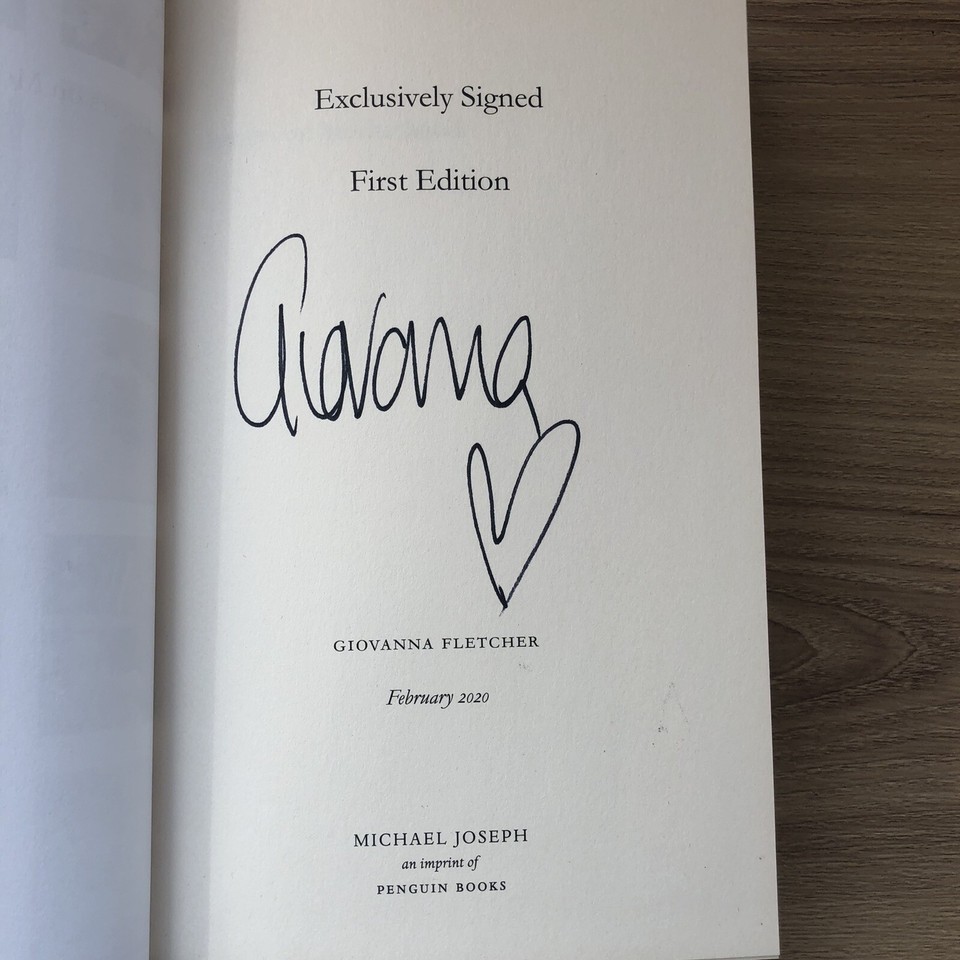 Exclusively Signed
First Edition
Giovanna
GIOVANNA FLETCHER
February 2020
MICHAEL JOSEPH
an imprint of
PENGUIN BOOKS